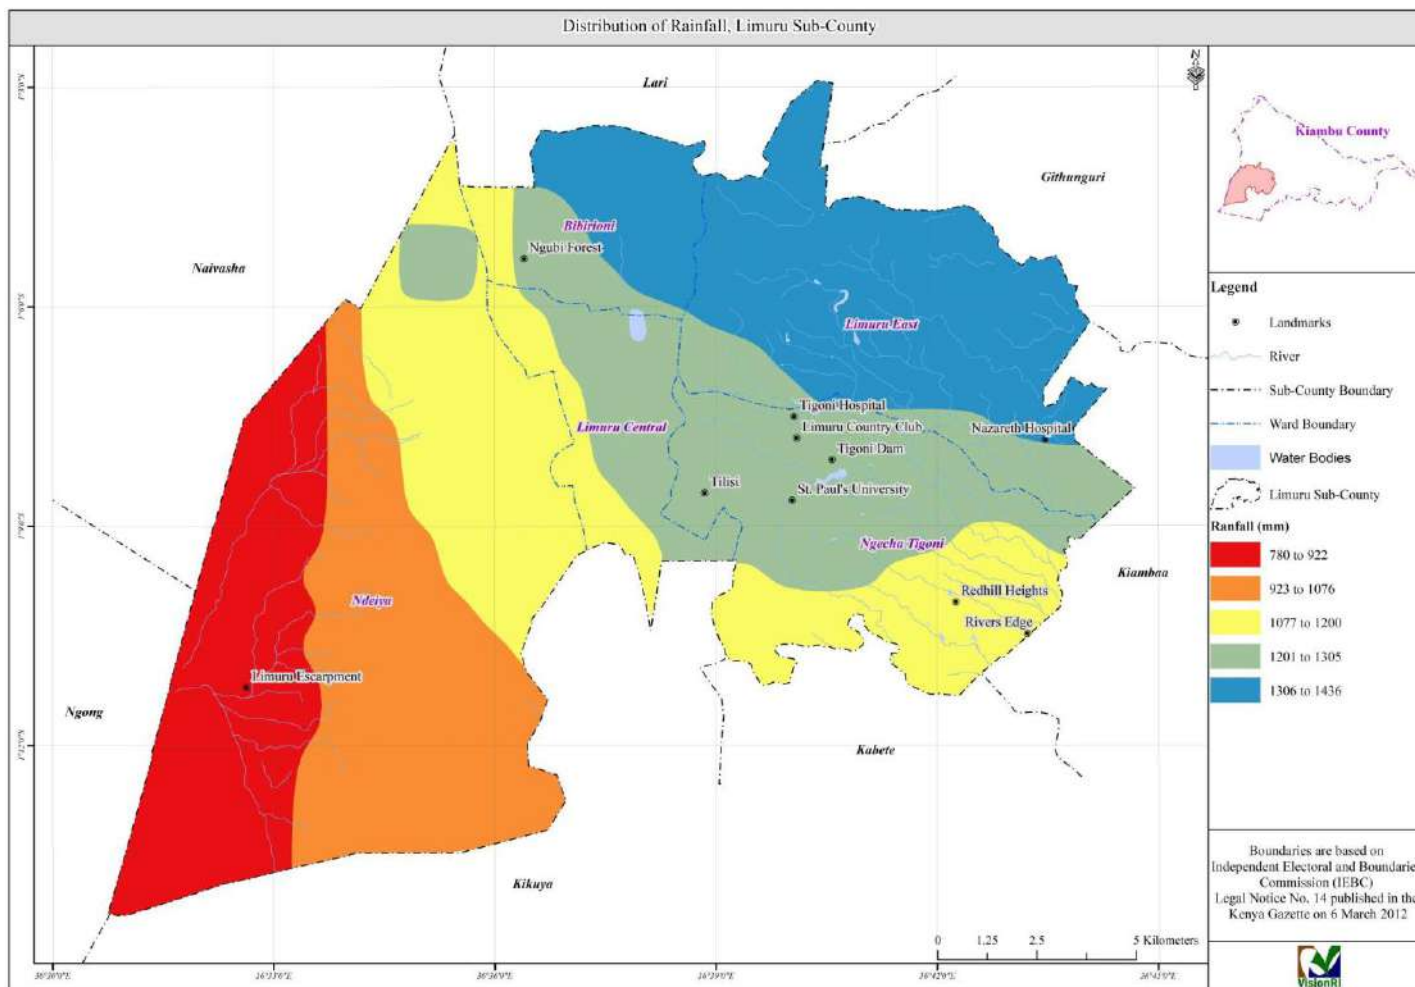 Distribution of Rainfall, Limuru Sub-County
Lari
N
Kiambu County
Githunguri
Bibirioni
Ngubi Forest
Naivasha
Limuru East
Legend
Landmarks
River
Sub-County Boundary
Ward Boundary
Water Bodies
Limuru Sub-County
Ranfall (mm)
780 to 922
923 to 1076
1077 to 1200
1201 to 1305
1306 to 1436
Tigoni Hospital
Limuru Country Club
Nazareth Hospital
Limuru Central
Tigoni Dam
Tilisi
St. Paul's University
Ngecha Tigoni
Kiambaa
Redhill Heights
Ndeiya
Rivers Edge
Limuru Escarpment
Ngong
Kabete
Kikuya
Boundaries are based on
Independent Electoral and Boundarie
Commission (IEBC)
Legal Notice No. 14 published in the
Kenya Gazette on 6 March 2012
0 1.25 2.5 5 Kilometers
VisionRI